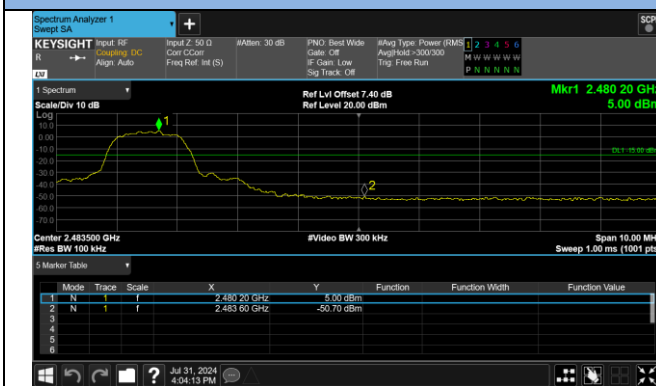 Spectrum Analyzer 1
Swept SA
SCP
KEYSIGHT
R
LXI
Input: RF
Coupling: DC
Align: Auto
Input Z: 50 Ω
Corr CCorr
Freq Ref: Int (S)
#Atten: 30 dB
PNO: Best Wide
Gate: Off
IF Gain: Low
Sig Track: Off
#Avg Type: Power (RMS
Avg|Hold:>300/300
Trig: Free Run
1 2 3 4 5 6
M W W W W W
P N N N N N
1 Spectrum
Scale/Div 10 dB
Log
Ref Lvl Offset 7.40 dB
Ref Level 20.00 dBm
Mkr1 2.480 20 GHz
5.00 dBm
10.0
0.00
-10.0
-20.0
-30.0
-40.0
-50.0
-60.0
-70.0
1
2
DL1 -15.00 dBm
Center 2.483500 GHz
#Res BW 100 kHz
#Video BW 300 kHz
Span 10.00 MH
Sweep 1.00 ms (1001 pts
5 Marker Table
Mode Trace Scale X Y Function Function Width Function Value
1 N 1 f 2.480 20 GHz 5.00 dBm
2 N 1 f 2.483 60 GHz -50.70 dBm
3
4
5
6
?
Jul 31, 2024
4:04:13 PM